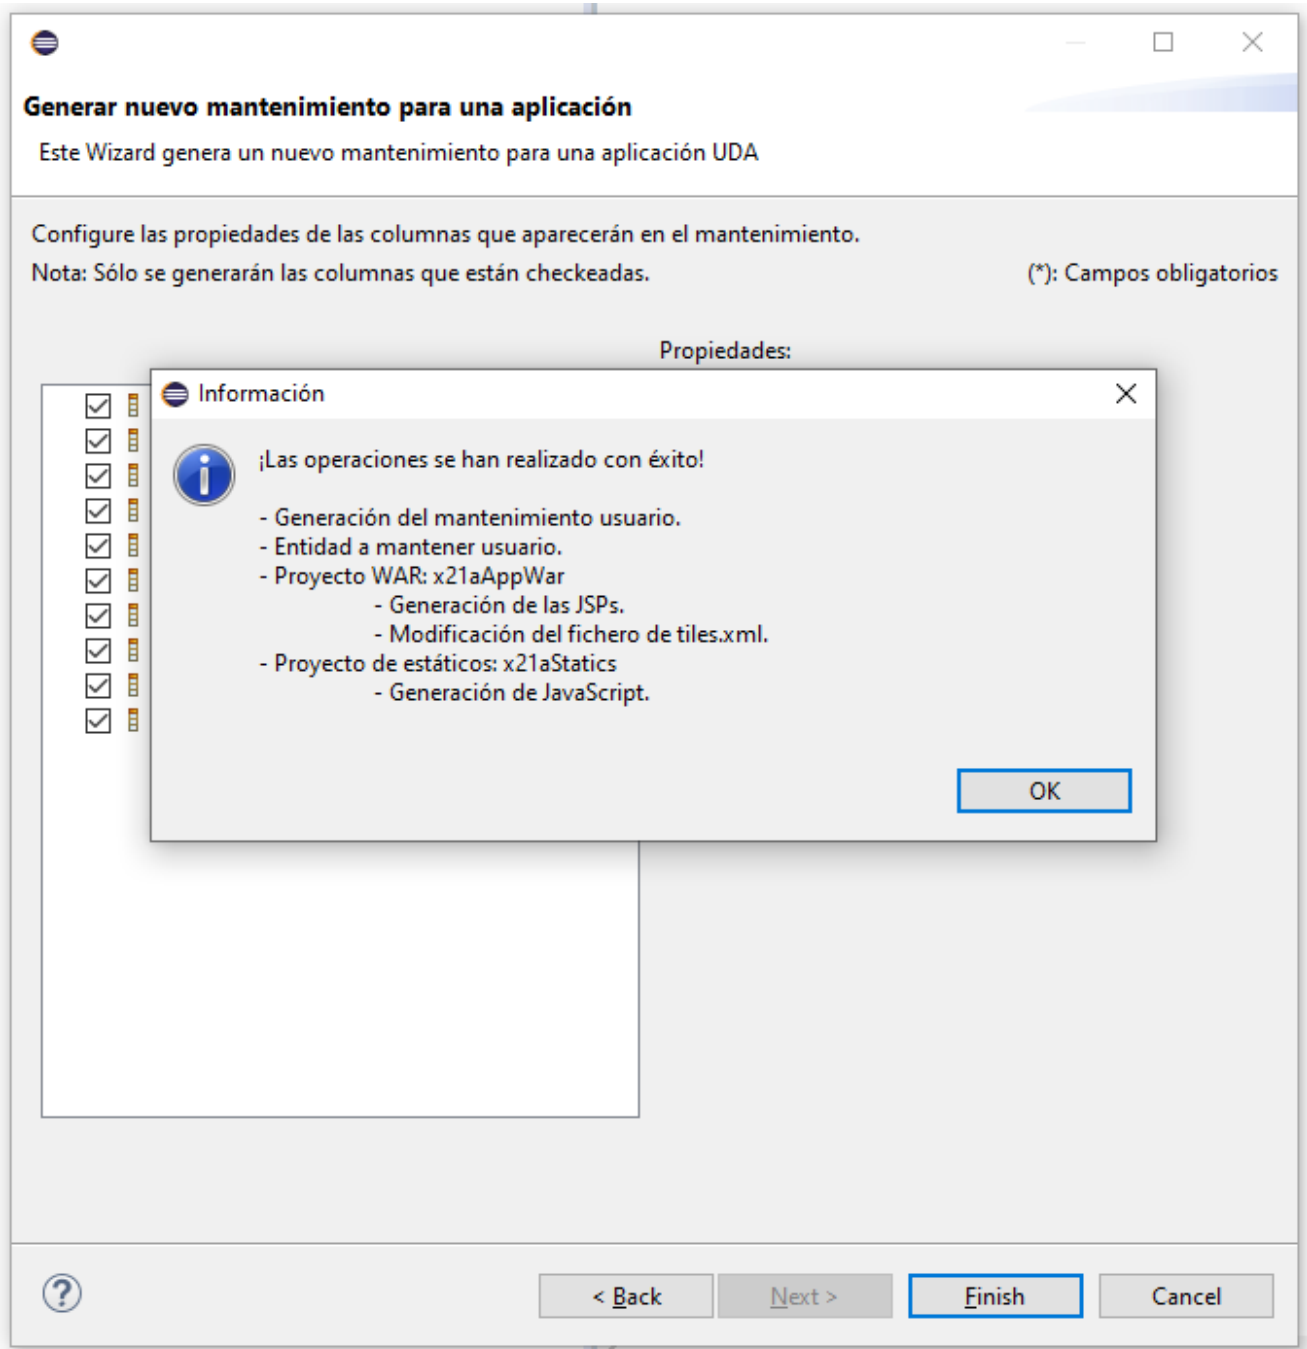 Generar nuevo mantenimiento para una aplicación
Este Wizard genera un nuevo mantenimiento para una aplicación UDA
Configure las propiedades de las columnas que aparecerán en el mantenimiento.
Nota: Sólo se generarán las columnas que están checkeadas.
(*): Campos obligatorios
Propiedades:
Información
¡Las operaciones se han realizado con éxito!
- Generación del mantenimiento usuario.
- Entidad a mantener usuario.
- Proyecto WAR: x21aAppWar
- Generación de las JSPs.
- Modificación del fichero de tiles.xml.
- Proyecto de estáticos: x21aStatics
- Generación de JavaScript.
OK
< Back
Next >
Finish
Cancel